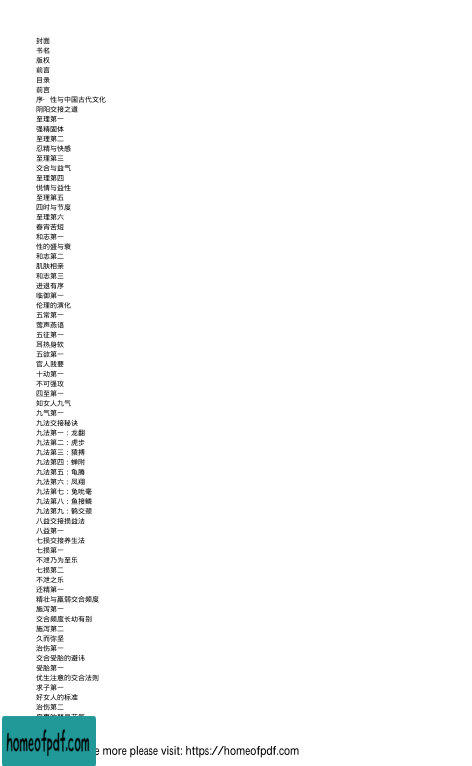 封面
书名
版权
前言
目录
前言
序· 性与中国古代文化
阴阳交接之道
至理第一
强精固体
至理第二
忍精与快感
至理第三
交合与益气
至理第四
悦情与益性
至理第五
四时与节度
至理第六
春宵苦短
和志第一
性的盛与衰
和志第二
肌肤相亲
和志第三
进退有序
临御第一
伦理的演化
五常第一
莺声燕语
五征第一
耳热身软
五欲第一
官人我要
十动第一
不可强攻
四至第一
知女人九气
九气第一
九法交接秘诀
九法第一：龙翻
九法第二：虎步
九法第三：猿搏
九法第四：蝉附
九法第五：龟腾
九法第六：凤翔
九法第七：兔吮毫
九法第八：鱼接鳞
九法第九：鹤交颈
八益交接损益法
八益第一
七损交接养生法
七损第一
不泄乃为至乐
七损第二
不泄之乐
还精第一
精壮与羸弱交合频度
施泻第一
交合频度长幼有别
施泻第二
久而弥坚
治伤第一
交合受胎的避讳
受胎第一
优生注意的交合法则
求子第一
好女人的标准
治伤第二
homeofpdf.com
e more please visit: https://homeofpdf.com